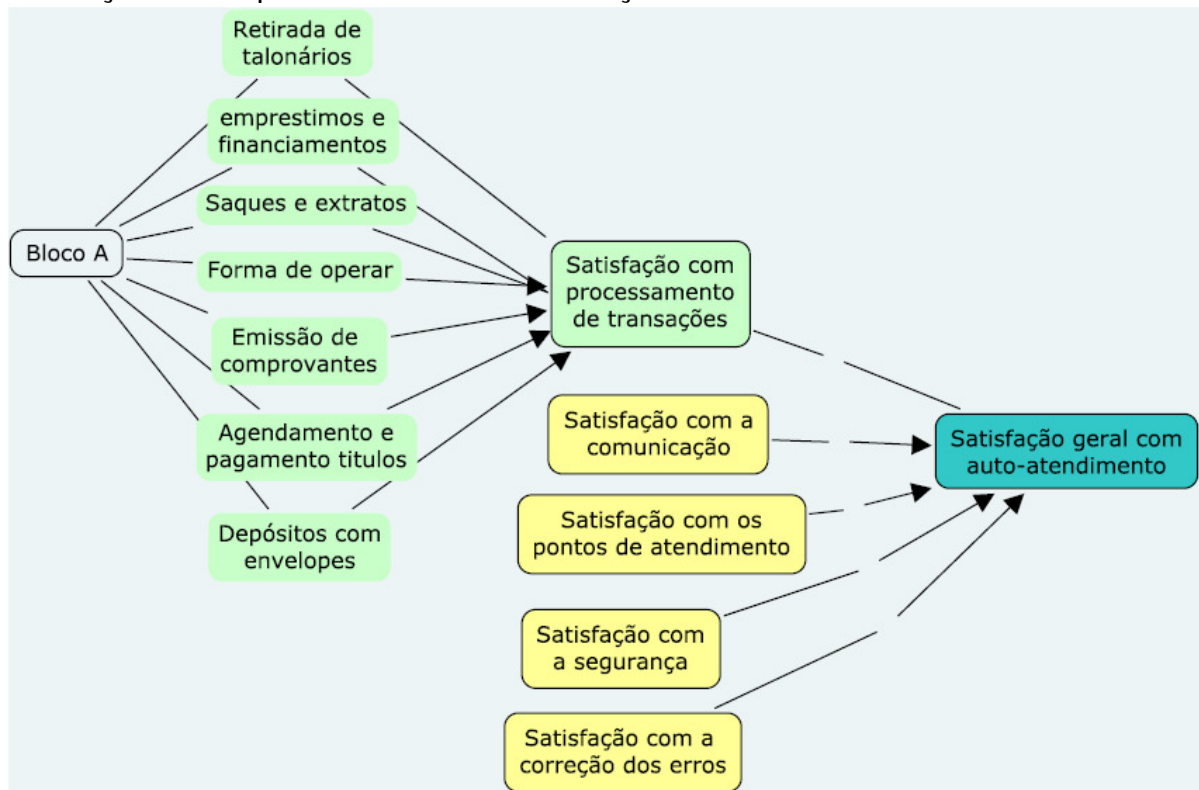 Retirada de
talonários
emprestimos e
financiamentos
Saques e extratos
Bloco A
Forma de operar
Emissão de
comprovantes
Agendamento e
pagamento titulos
Depósitos com
envelopes
Satisfação com
processamento
de transações
Satisfação com a
comunicação
Satisfação com os
pontos de atendimento
Satisfação com
a segurança
Satisfação com a
correção dos erros
Satisfação geral com
auto-atendimento